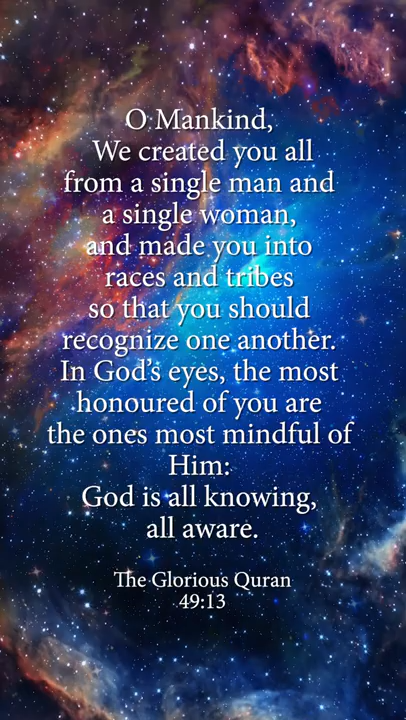 O Mankind,
We created you all
from a single man and
a single woman,
and made you into
races and tribes
so that you should
recognize one another.
In God’s eyes, the most
honoured of you are
the ones most mindful of
Him:
God is all knowing,
all aware.
The Glorious Quran
49:13